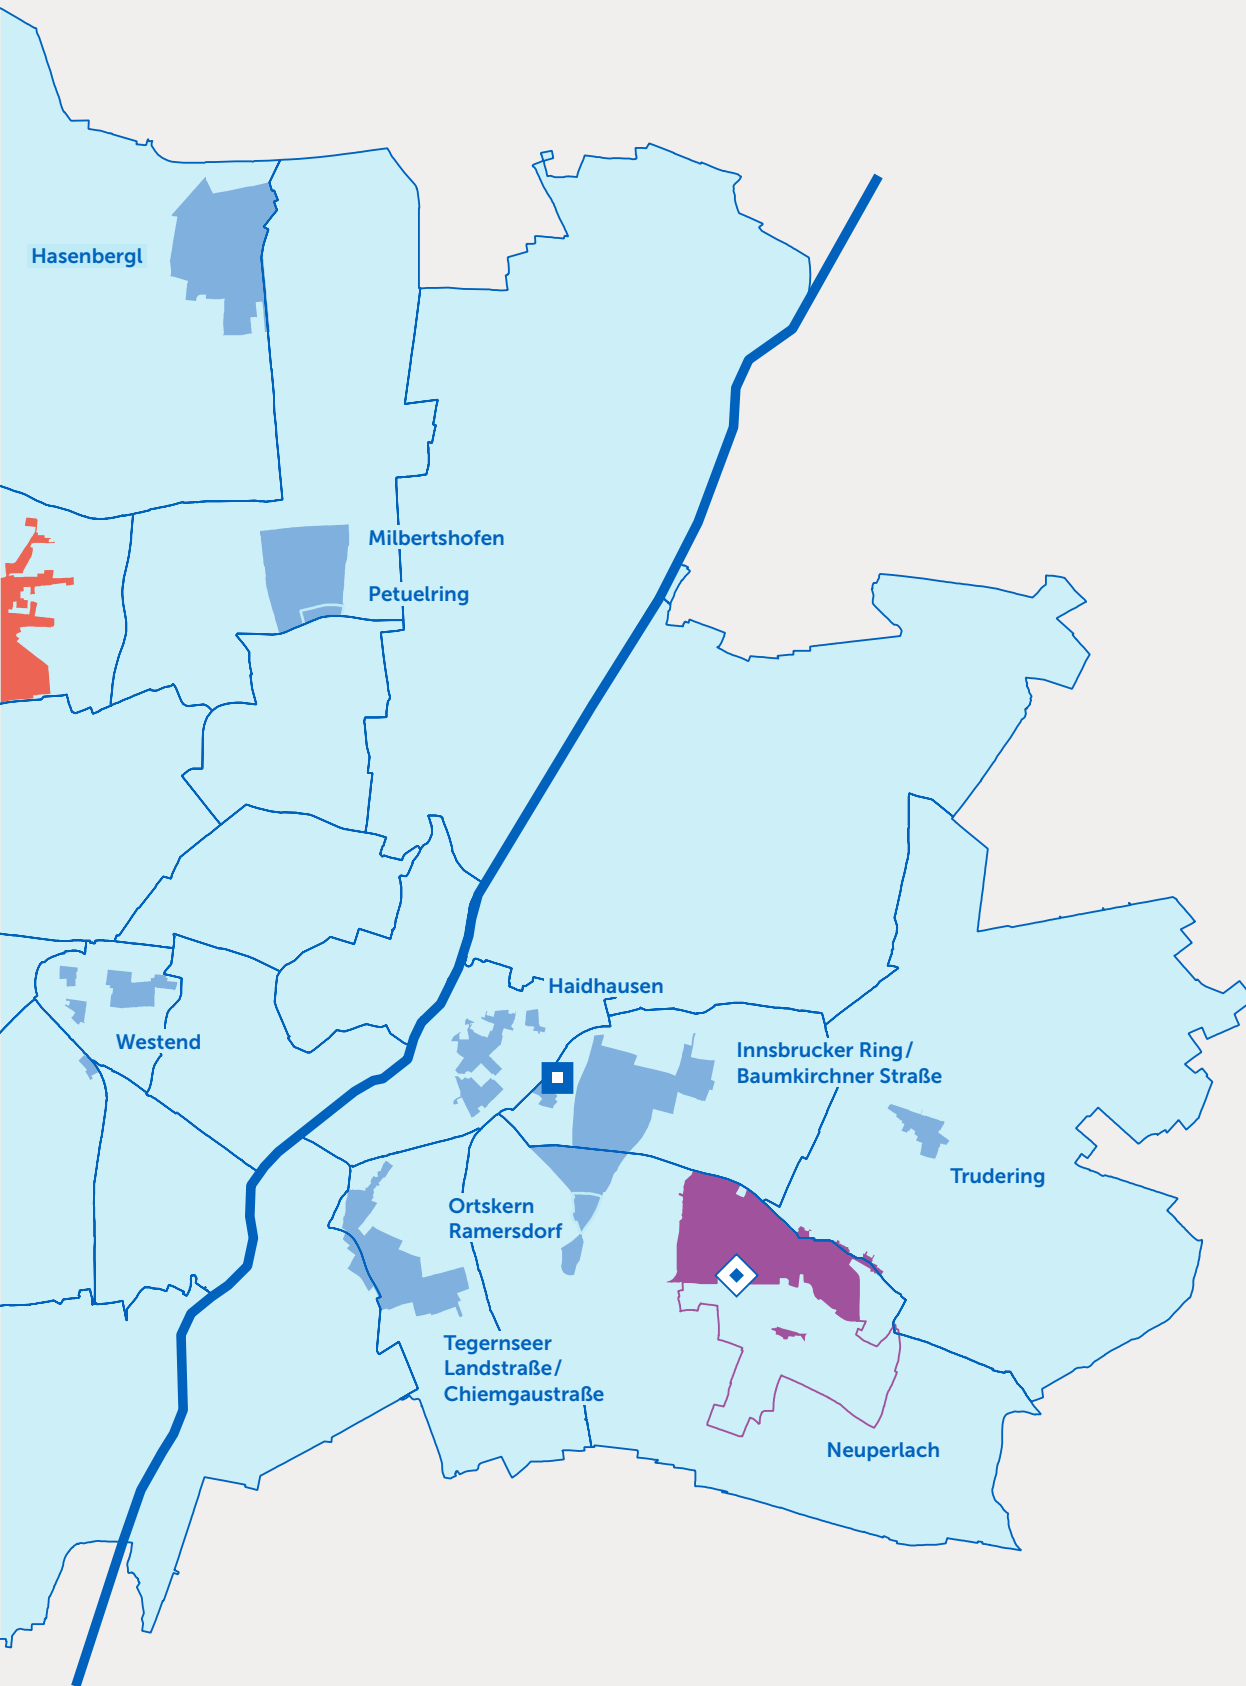 Hasenbergl
Milbertshofen
Petuelring
Haidhausen
Westend
Innsbrucker Ring/
Baumkirchner Straße
Trudering
Ortskern
Ramersdorf
Tegernseer
Landstraße/
Chiemgaustraße
Neuperlach